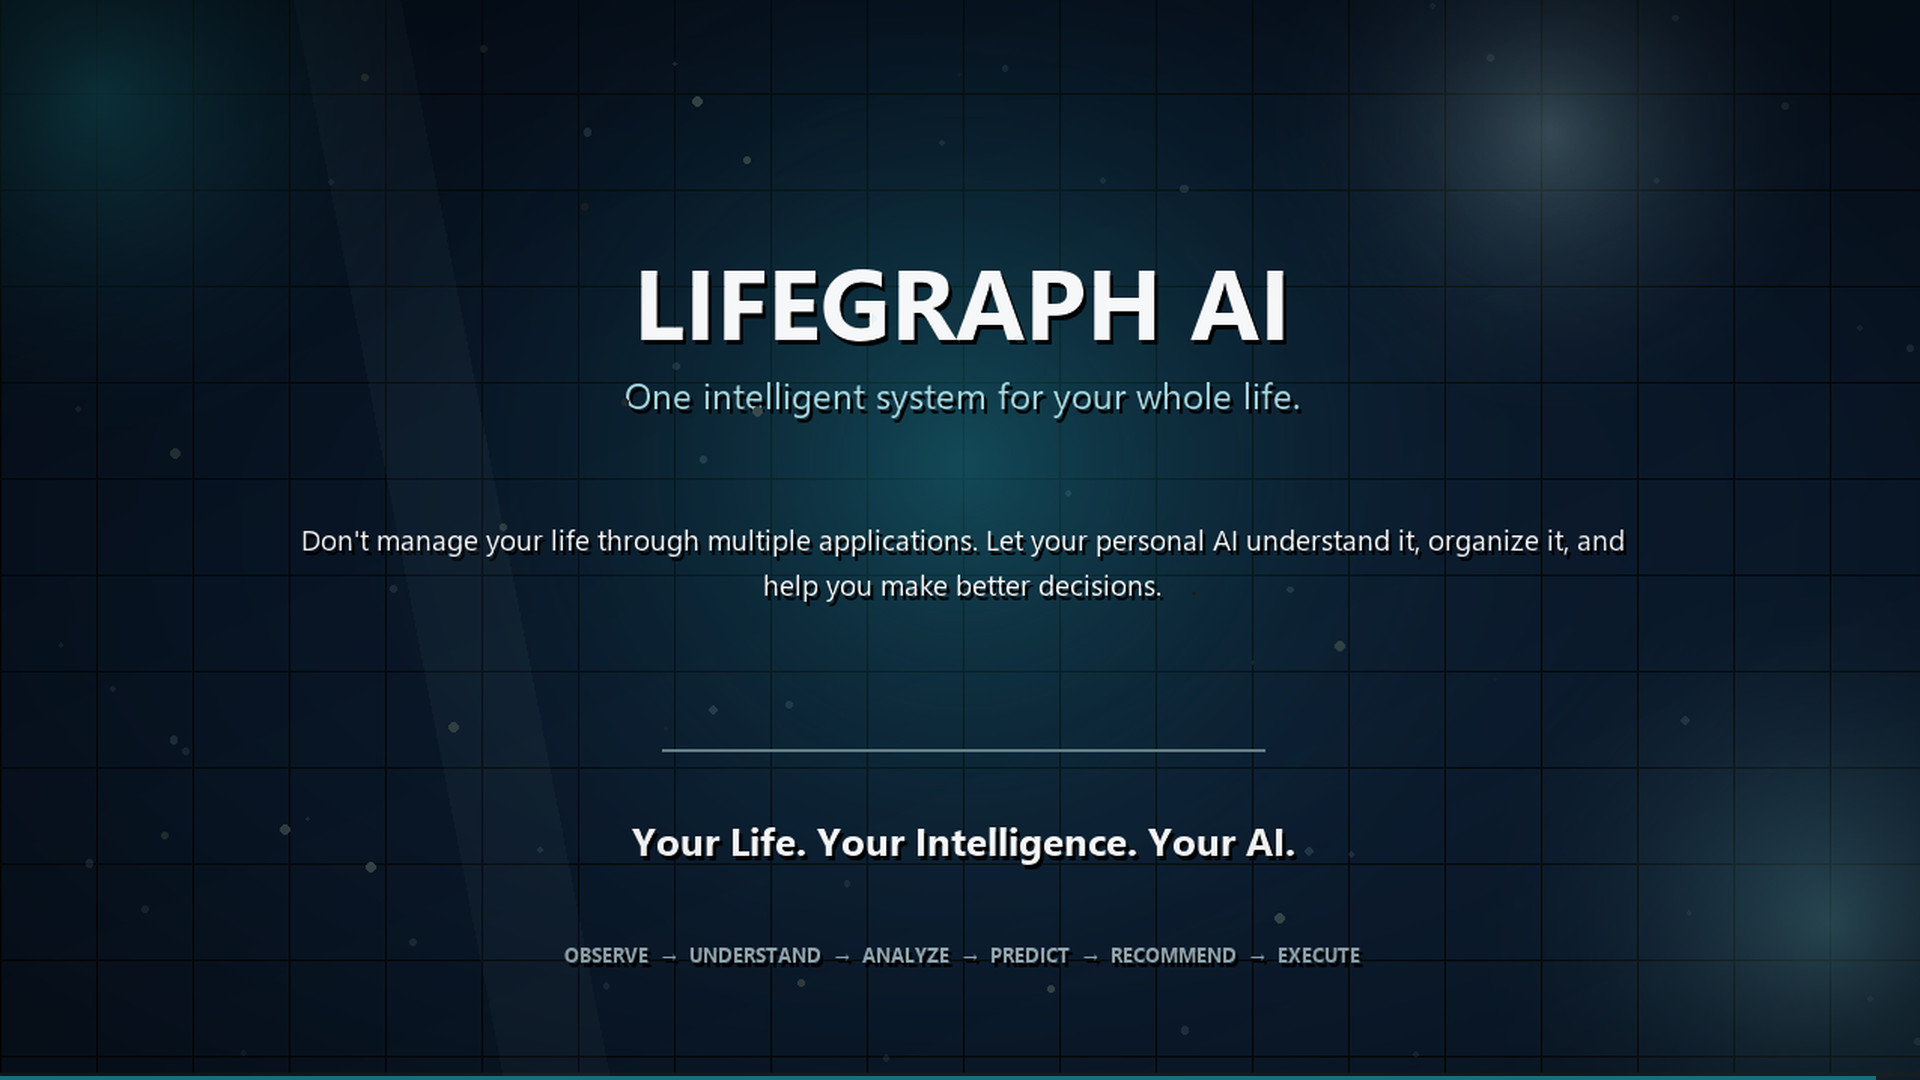 LIFEGRAPH AI
One intelligent system for your whole life.
Don't manage your life through multiple applications. Let your personal AI understand it, organize it, and
help you make better decisions.
Your Life. Your Intelligence. Your AI.
OBSERVE → UNDERSTAND → ANALYZE → PREDICT → RECOMMEND → EXECUTE